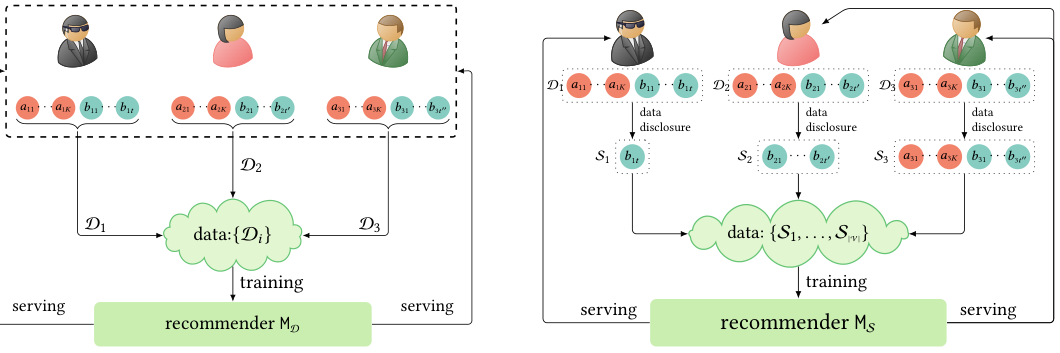 a₁₁ ··· a₁K b₁₁ ··· b₁t
a₂₁ ··· a₂K b₂₁ ··· b₂t′
a₃₁ ··· a₃K b₃₁ ··· b₃t′′
𝒟₂
𝒟₁
𝒟₃
data:{𝒟ᵢ}
training
serving
serving
recommender M_𝒟
𝒟₁ a₁₁ ··· a₁K b₁₁ ··· b₁t
𝒟₂ a₂₁ ··· a₂K b₂₁ ··· b₂t′
𝒟₃ a₃₁ ··· a₃K b₃₁ ··· b₃t′′
data
disclosure
data
disclosure
data
disclosure
𝒮₁ b₁t
𝒮₂ b₂₁ ··· b₂t′
𝒮₃ a₃₁ ··· a₃K b₃₁ ··· b₃t′′
data: {𝒮₁, . . . , 𝒮_|𝒱|}
training
serving
serving
recommender M_𝒮